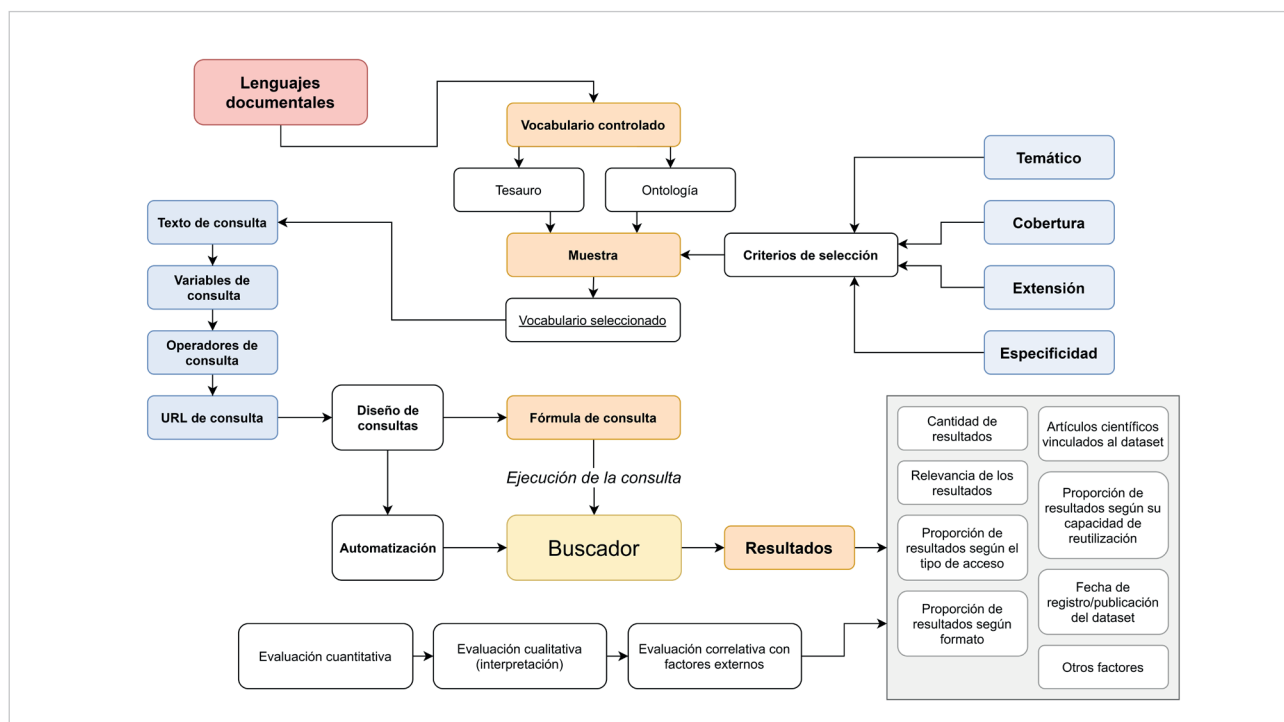 Lenguajes
documentales
Vocabulario controlado
Tesauro
Ontología
Temático
Cobertura
Extensión
Especificidad
Criterios de selección
Muestra
Vocabulario seleccionado
Texto de consulta
Variables de
consulta
Operadores de
consulta
URL de consulta
Diseño de
consultas
Fórmula de consulta
Ejecución de la consulta
Automatización
Buscador
Resultados
Cantidad de
resultados
Relevancia de los
resultados
Proporción de
resultados según el
tipo de acceso
Proporción de
resultados según
formato
Artículos científicos
vinculados al dataset
Proporción de
resultados según su
capacidad de
reutilización
Fecha de
registro/publicación
del dataset
Otros factores
Evaluación cuantitativa
Evaluación cualitativa
(interpretación)
Evaluación correlativa con
factores externos